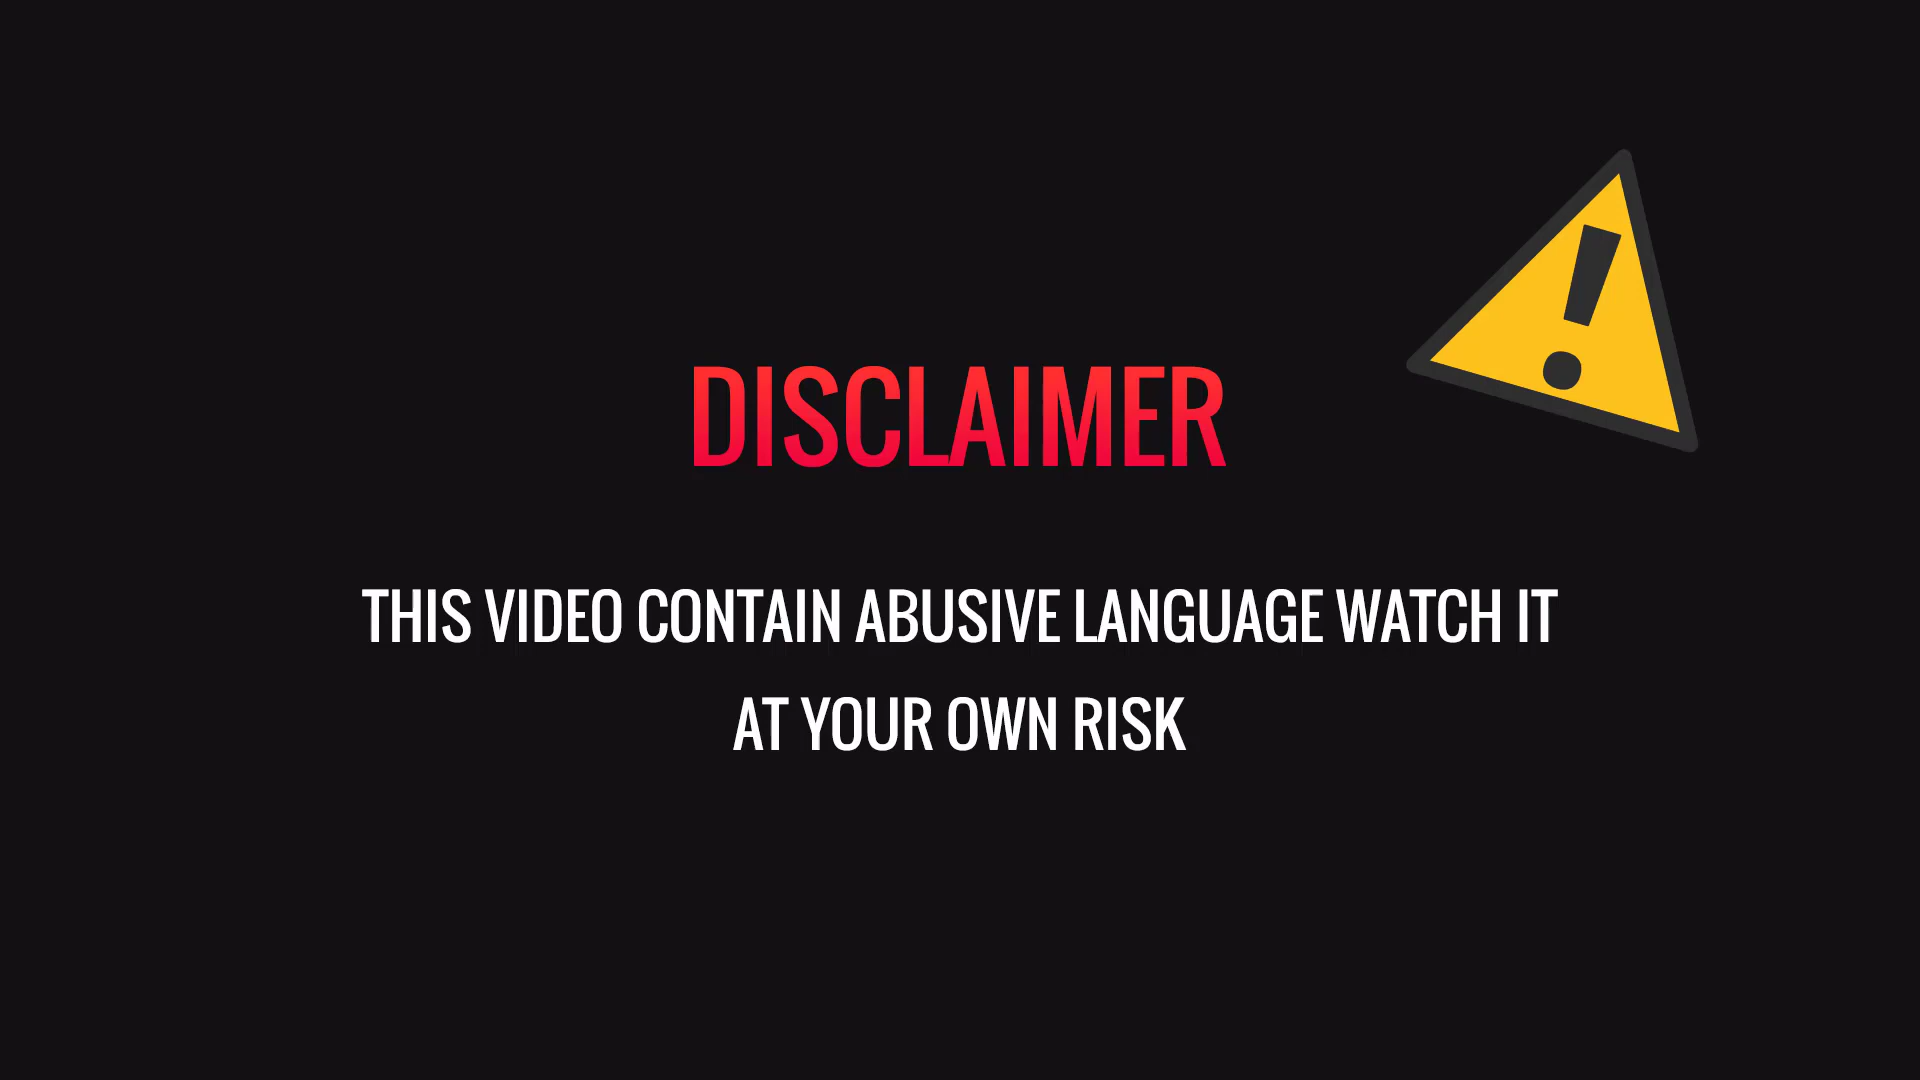 DISCLAIMER
THIS VIDEO CONTAIN ABUSIVE LANGUAGE WATCH IT
AT YOUR OWN RISK